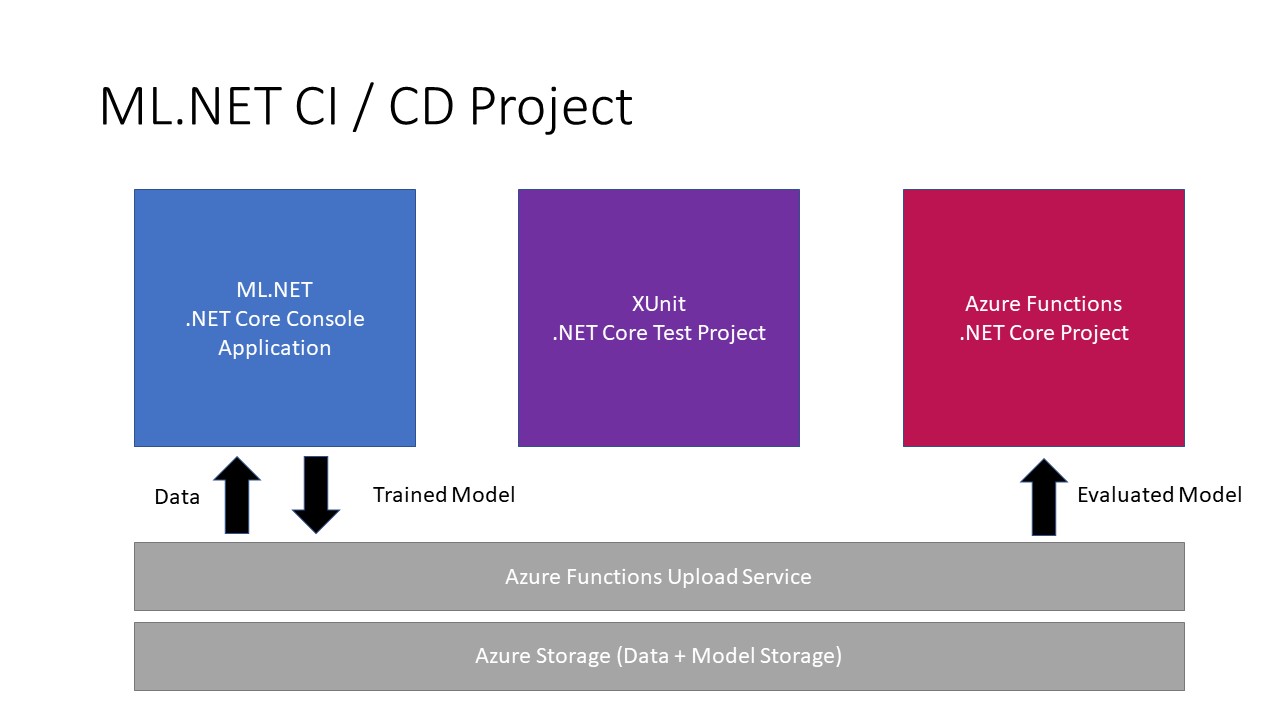 ML.NET CI / CD Project
ML.NET
.NET Core Console
Application
XUnit
.NET Core Test Project
Azure Functions
.NET Core Project
Data
Trained Model
Evaluated Model
Azure Functions Upload Service
Azure Storage (Data + Model Storage)